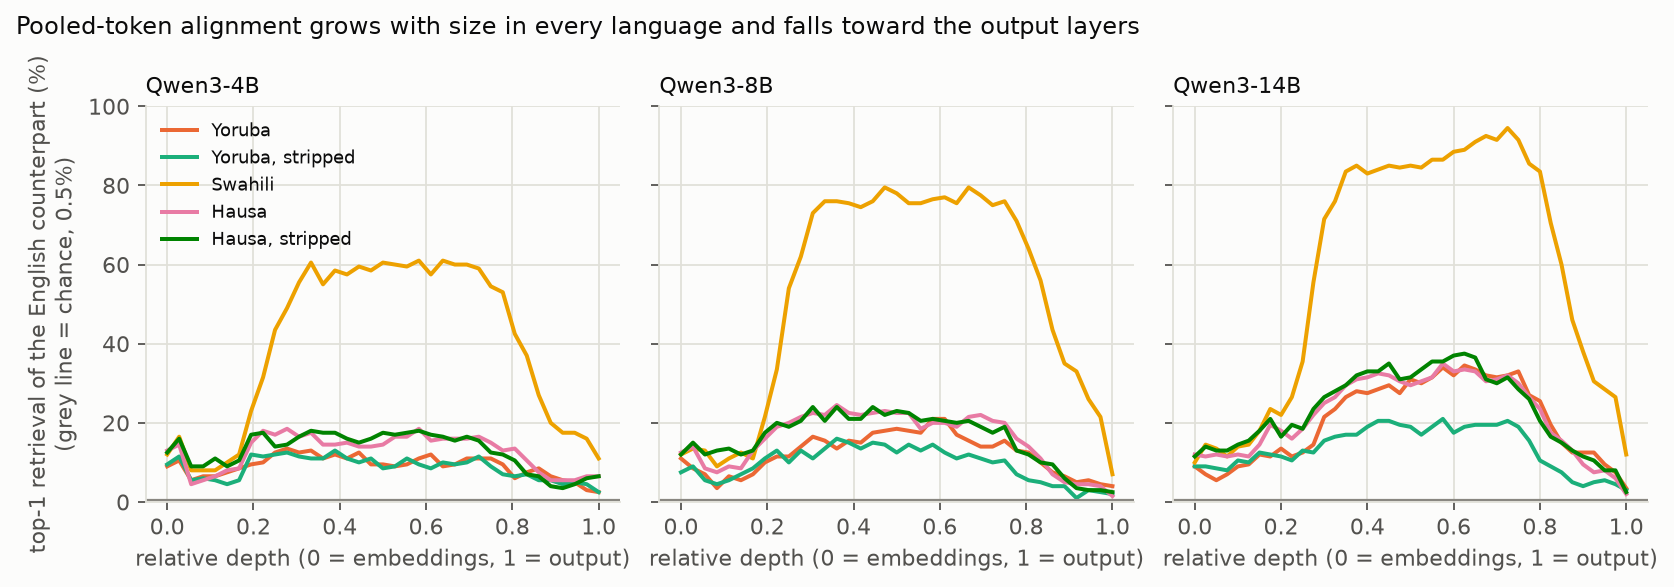 Pooled-token alignment grows with size in every language and falls toward the output layers
top-1 retrieval of the English counterpart (%)
(grey line = chance, 0.5%)
Qwen3-4B
100
80
60
40
20
0
Yoruba
Yoruba, stripped
Swahili
Hausa
Hausa, stripped
0.0 0.2 0.4 0.6 0.8 1.0
relative depth (0 = embeddings, 1 = output)
Qwen3-8B
0.0 0.2 0.4 0.6 0.8 1.0
relative depth (0 = embeddings, 1 = output)
Qwen3-14B
0.0 0.2 0.4 0.6 0.8 1.0
relative depth (0 = embeddings, 1 = output)